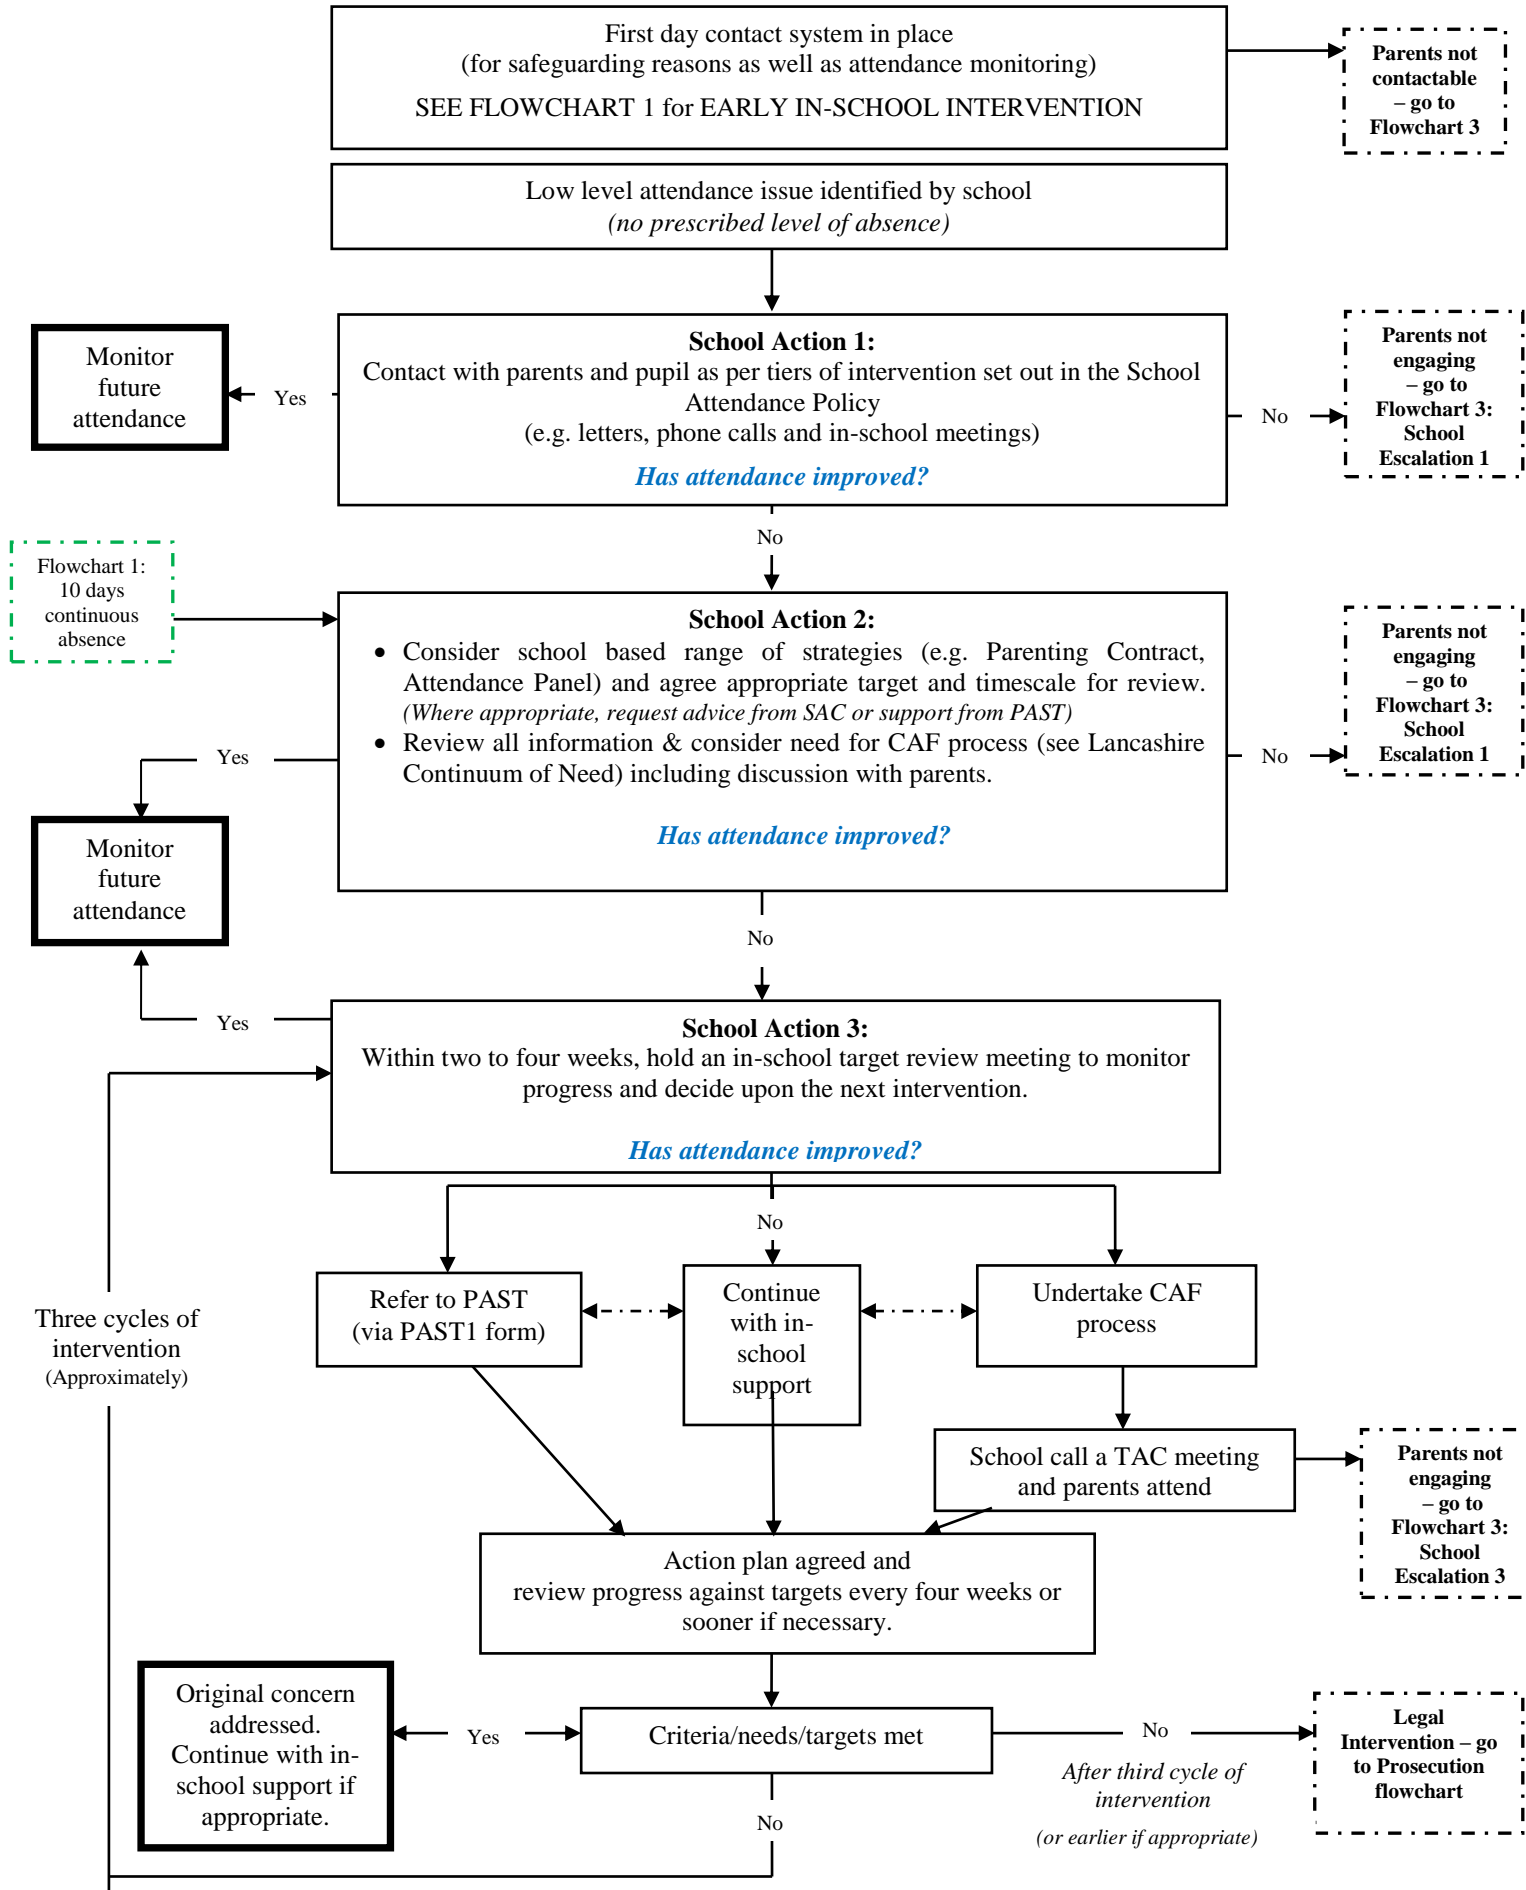 First day contact system in place
(for safeguarding reasons as well as attendance monitoring)
SEE FLOWCHART 1 for EARLY IN-SCHOOL INTERVENTION
Parents not
contactable
– go to
Flowchart 3
Low level attendance issue identified by school
(no prescribed level of absence)
Monitor
future
attendance
Yes
School Action 1:
Contact with parents and pupil as per tiers of intervention set out in the School
Attendance Policy
(e.g. letters, phone calls and in-school meetings)
Has attendance improved?
No
Parents not
engaging
– go to
Flowchart 3:
School
Escalation 1
No
Flowchart 1:
10 days
continuous
absence
School Action 2:
• Consider school based range of strategies (e.g. Parenting Contract,
Attendance Panel) and agree appropriate target and timescale for review.
(Where appropriate, request advice from SAC or support from PAST)
• Review all information & consider need for CAF process (see Lancashire
Continuum of Need) including discussion with parents.
Has attendance improved?
No
Parents not
engaging
– go to
Flowchart 3:
School
Escalation 1
Yes
Monitor
future
attendance
No
Yes
School Action 3:
Within two to four weeks, hold an in-school target review meeting to monitor
progress and decide upon the next intervention.
Has attendance improved?
No
Three cycles of
intervention
(Approximately)
Refer to PAST
(via PAST1 form)
Continue
with in-
school
support
Undertake CAF
process
School call a TAC meeting
and parents attend
Parents not
engaging
– go to
Flowchart 3:
School
Escalation 3
Action plan agreed and
review progress against targets every four weeks or
sooner if necessary.
Original concern
addressed.
Continue with in-
school support if
appropriate.
Yes
Criteria/needs/targets met
No
After third cycle of
intervention
(or earlier if appropriate)
Legal
Intervention – go
to Prosecution
flowchart
No